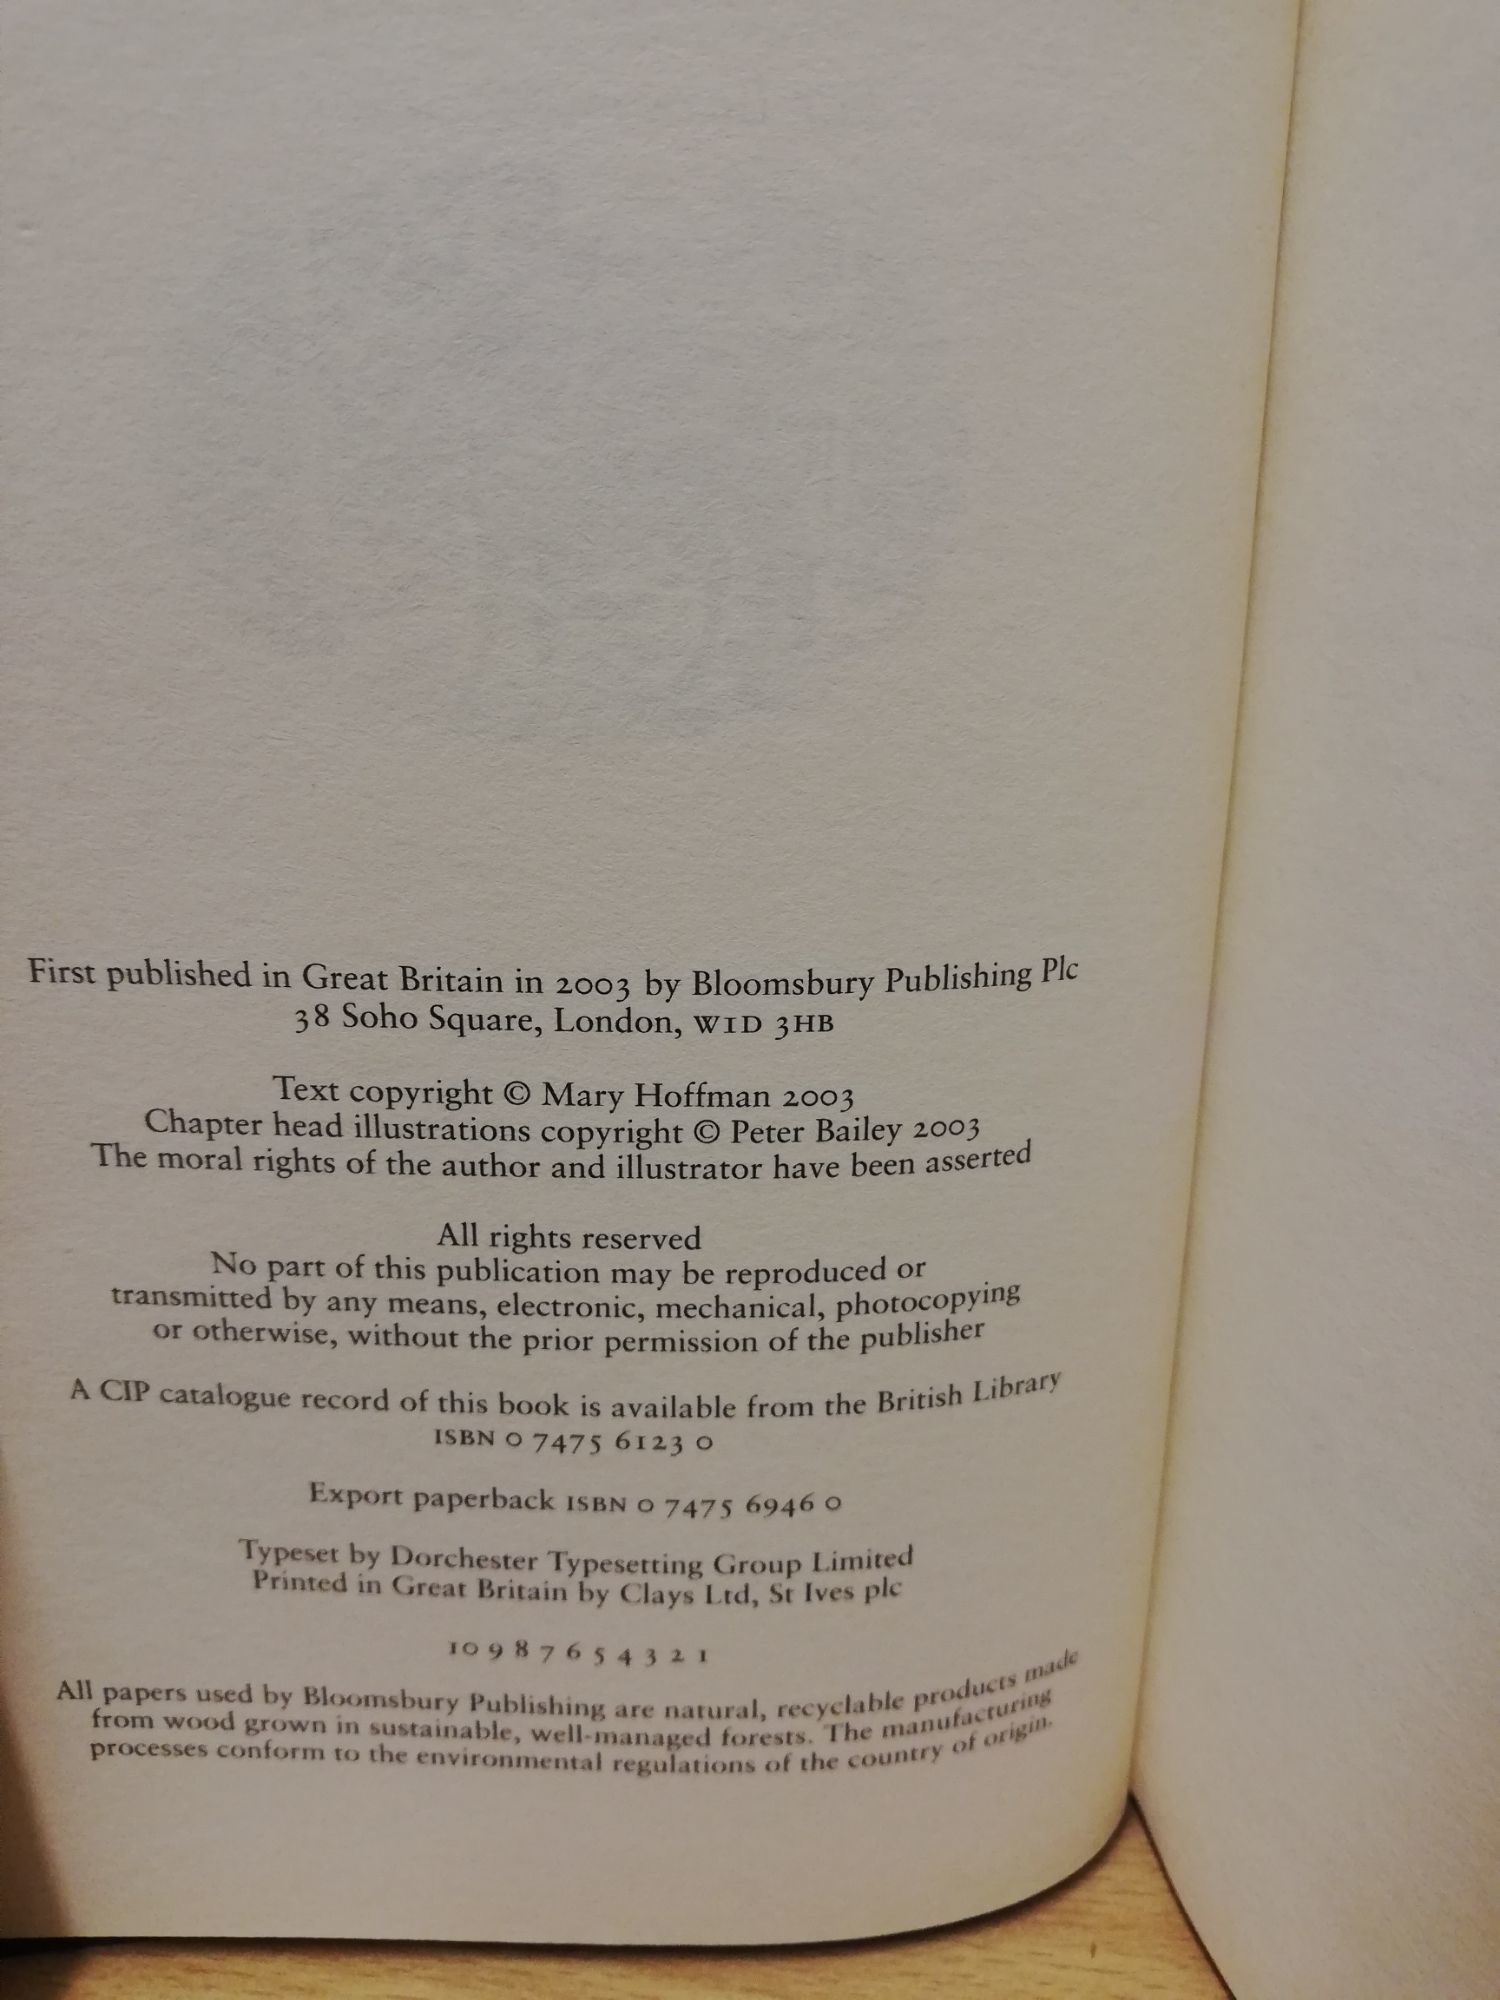 First published in Great Britain in 2003 by Bloomsbury Publishing Plc
38 Soho Square, London, W1D 3HB
Text copyright © Mary Hoffman 2003
Chapter head illustrations copyright © Peter Bailey 2003
The moral rights of the author and illustrator have been asserted
All rights reserved
No part of this publication may be reproduced or
transmitted by any means, electronic, mechanical, photocopying
or otherwise, without the prior permission of the publisher
A CIP catalogue record of this book is available from the British Library
ISBN 0 7475 6123 0
Export paperback ISBN 0 7475 6946 0
Typeset by Dorchester Typesetting Group Limited
Printed in Great Britain by Clays Ltd, St Ives plc
10 9 8 7 6 5 4 3 2 1
All papers used by Bloomsbury Publishing are natural, recyclable products made
from wood grown in sustainable, well-managed forests. The manufacturing
processes conform to the environmental regulations of the country of origin.